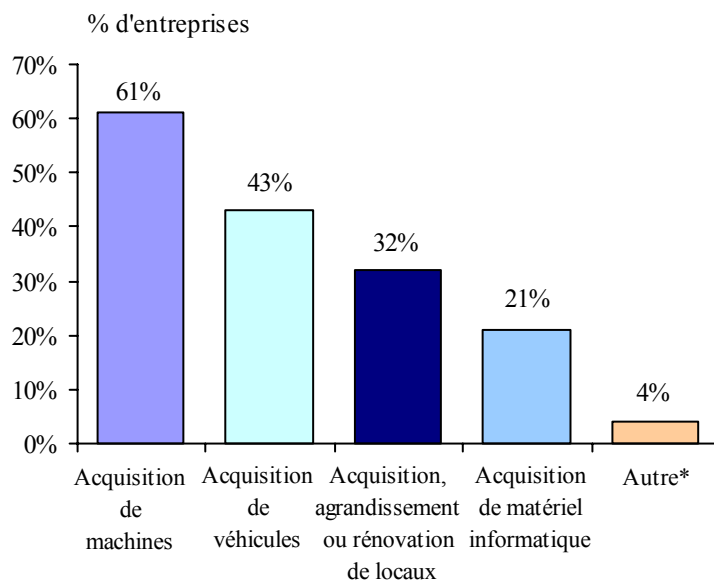 % d'entreprises
70%
60%
50%
40%
30%
20%
10%
0%
61%
43%
32%
21%
4%
Acquisition
de
machines
Acquisition
de
véhicules
Acquisition,
agrandissement
ou rénovation
de locaux
Acquisition
de matériel
informatique
Autre*